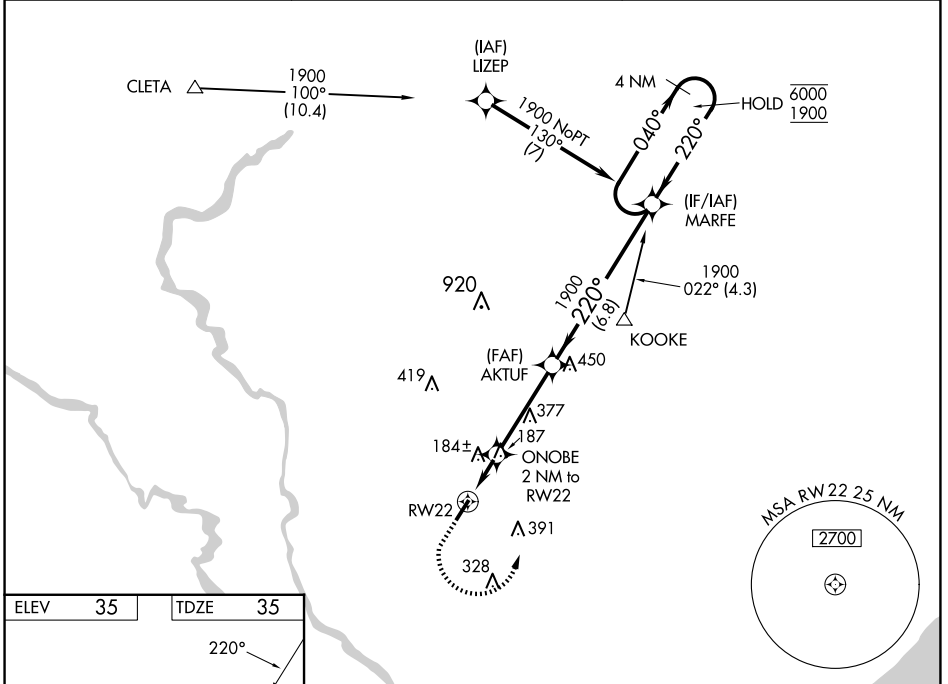 CLETA
1900
100°
(10.4)
(IAF)
LIZEP
1900 NoPT
130°
(7)
4 NM
040°
220°
HOLD
6000
1900
(IF/IAF)
MARFE
1900
022° (4.3)
KOOKE
1900
220°
(6.8)
920
(FAF)
AKTUF
450
419
377
187
184±
ONOBE
2 NM to
RW22
RW22
391
328
MSA RW22 25 NM
2700
ELEV 35
TDZE 35
220°